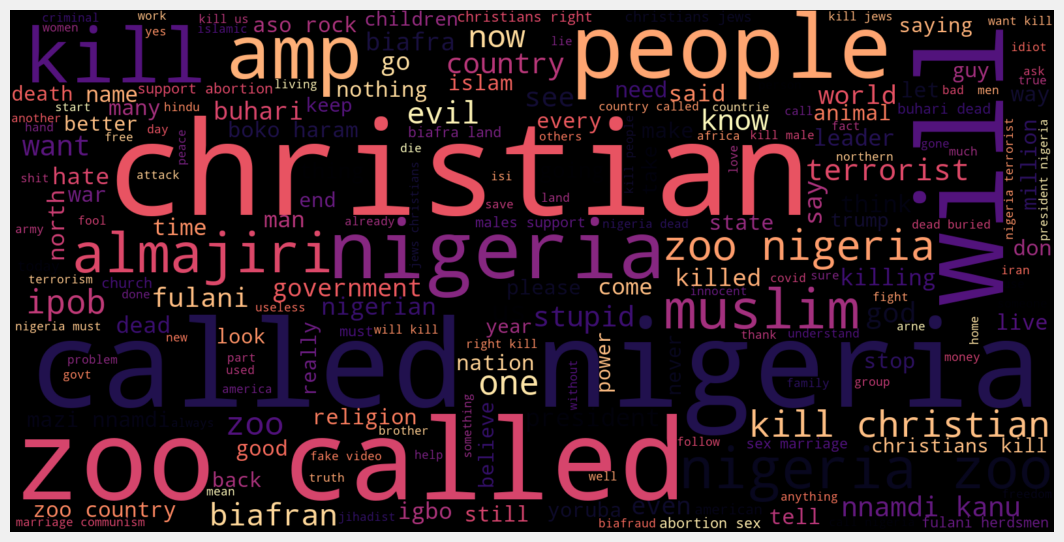 criminal work kill us aso rock children christians right christians jews kill jews saying want kill
women yes islamic
kill amp biafra now people will idiot
go country guy ask
nothing islam true
death name support abortion living lie need said world let bad men way
start many hindu buhari keep see country called countrie animal call buhari dead
another better day boko haram evil biafra land every know leader million
hand free peace others make africa kill male fact gone
want attack die christian love northern much
shit hate isi terrorist think
north war end save land say nigeria terrorist president nigeria
fool man already males support nigeria dead state trump dead buried
army time jews christians kill people
almajiri nigeria zoo nigeria don
terrorism church government come killed covid sure killing iran
ipob done fulani useless please innocent muslim fight god
nigeria must dead nigerian stupid arne live
new look must will kill year thank understand home
problem part really right kill nation power never stop money
govt used without family group
called nigeria
america one
mazi nnamdi religion kill christian
zoo brother believe something sex marriage christians kill
zoo called good follow
fake video help nigeria zoo
back truth well
mean anything
zoo country biafran jihadist igbo still yoruba even tell nnamdi kanu
marriage communism biafraud abortion sex fulani herdsmen